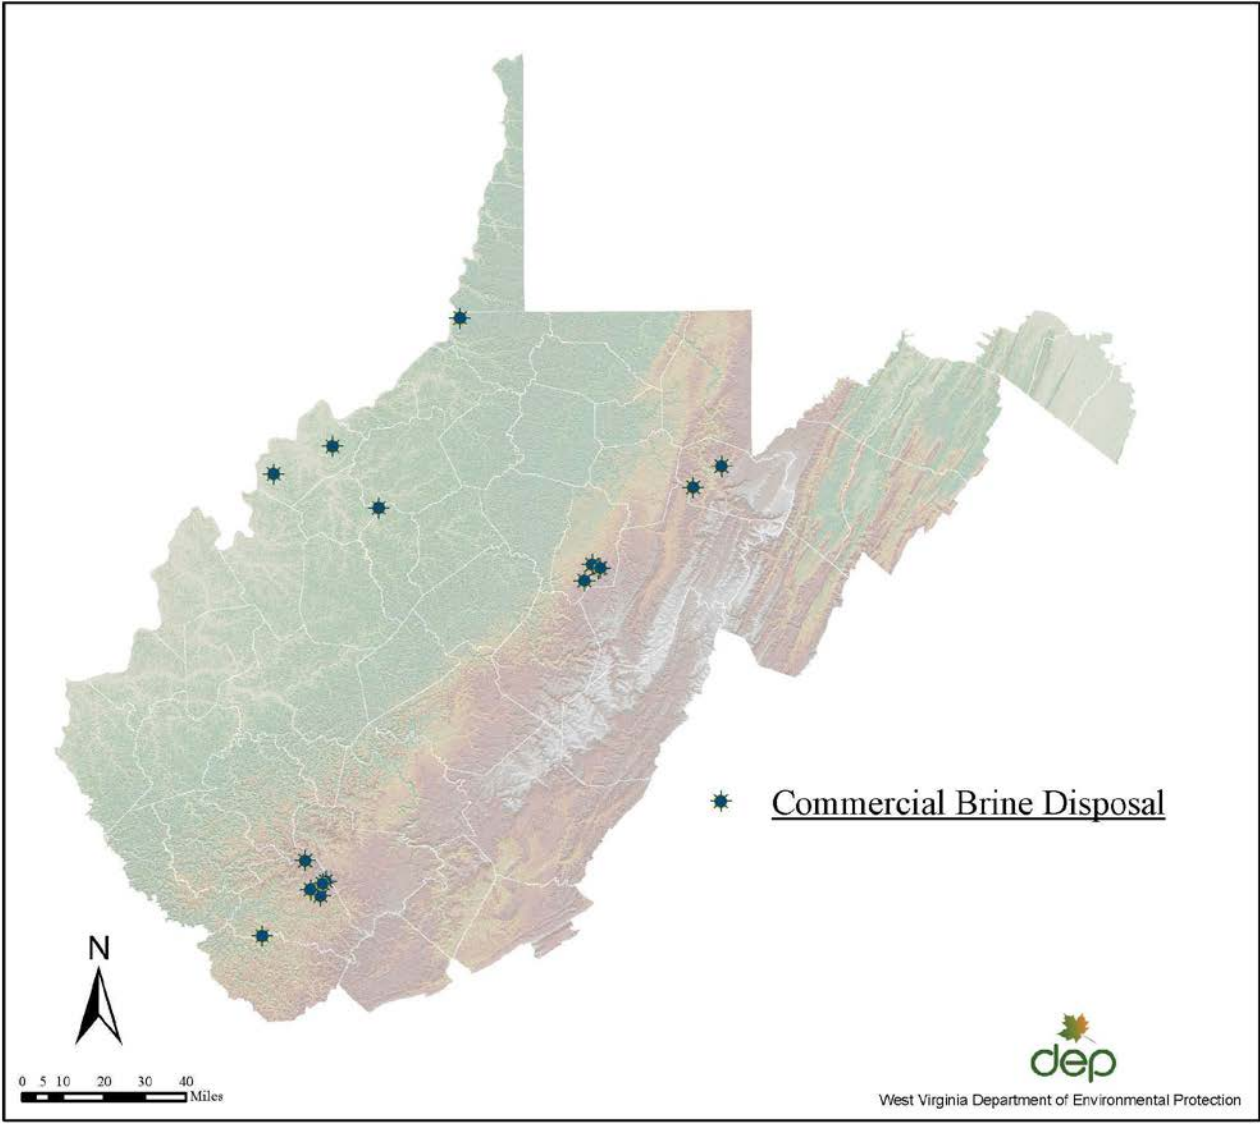 Commercial Brine Disposal
N
0 5 10 20 30 40
Miles
dep
West Virginia Department of Environmental Protection